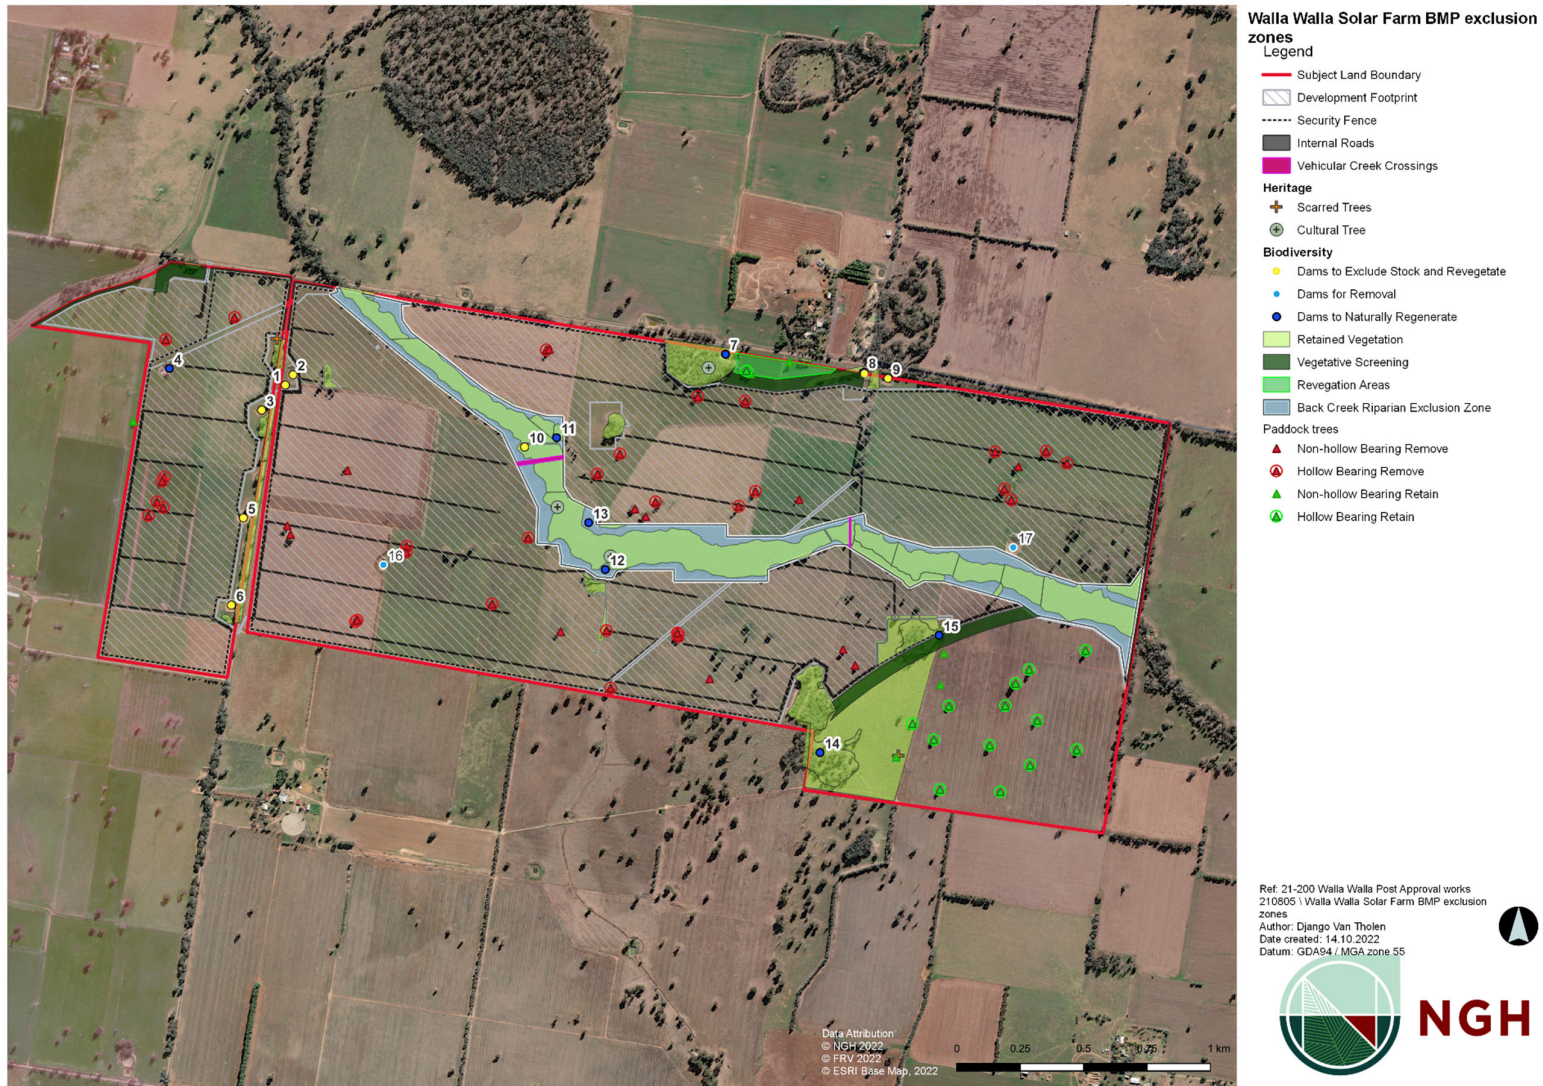 Walla Walla Solar Farm BMP exclusion
zones
Legend
Subject Land Boundary
Development Footprint
Security Fence
Internal Roads
Vehicular Creek Crossings
Heritage
Scarred Trees
Cultural Tree
Biodiversity
Dams to Exclude Stock and Revegetate
Dams for Removal
Dams to Naturally Regenerate
Retained Vegetation
Vegetative Screening
Revegation Areas
Back Creek Riparian Exclusion Zone
Paddock trees
Non-hollow Bearing Remove
Hollow Bearing Remove
Non-hollow Bearing Retain
Hollow Bearing Retain
4
2
1
3
5
6
7
8
9
10
11
13
12
16
17
15
14
Ref: 21-200 Walla Walla Post Approval works
210805 \ Walla Walla Solar Farm BMP exclusion
zones
Author: Django Van Tholen
Date created: 14.10.2022
Datum: GDA94 / MGA zone 55
NGH
Data Attribution
© NGH 2022
© FRV 2022
© ESRI Base Map, 2022
0 0.25 0.5 0.75 1 km